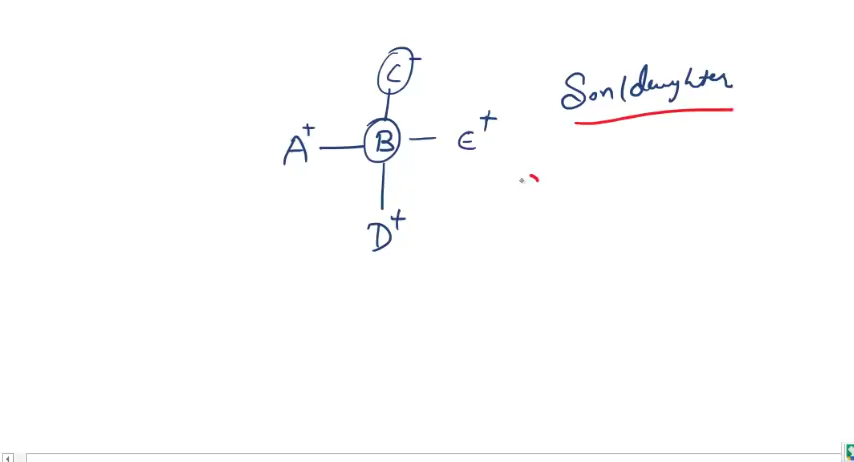 C-
Son/daughter
A+ — B — E+
D+